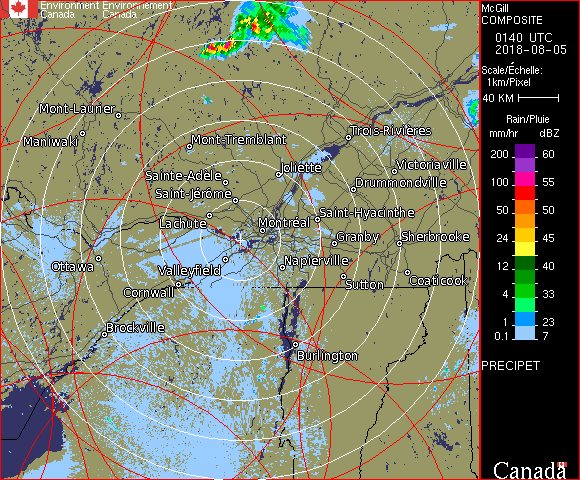 Environment Environnement
Canada Canada
McGill
COMPOSITE
0140 UTC
2018-08-05
Scale/Échelle:
1km/Pixel
40 KM
Rain/Pluie
mm/hr dBZ
200 60
100 55
50 50
24 45
12 40
4 33
2 23
0.1 7
PRECIPET
Mont-Laurier
Maniwaki
Mont-Tremblant
Trois-Rivières
Joliette
Victoriaville
Sainte-Adèle
Drummondville
Saint-Jérôme
Saint-Hyacinthe
Lachute
Montréal
Granby
Sherbrooke
Ottawa
Valleyfield
Napierville
Cornwall
Sutton
Coaticook
Brockville
Burlington
Canada